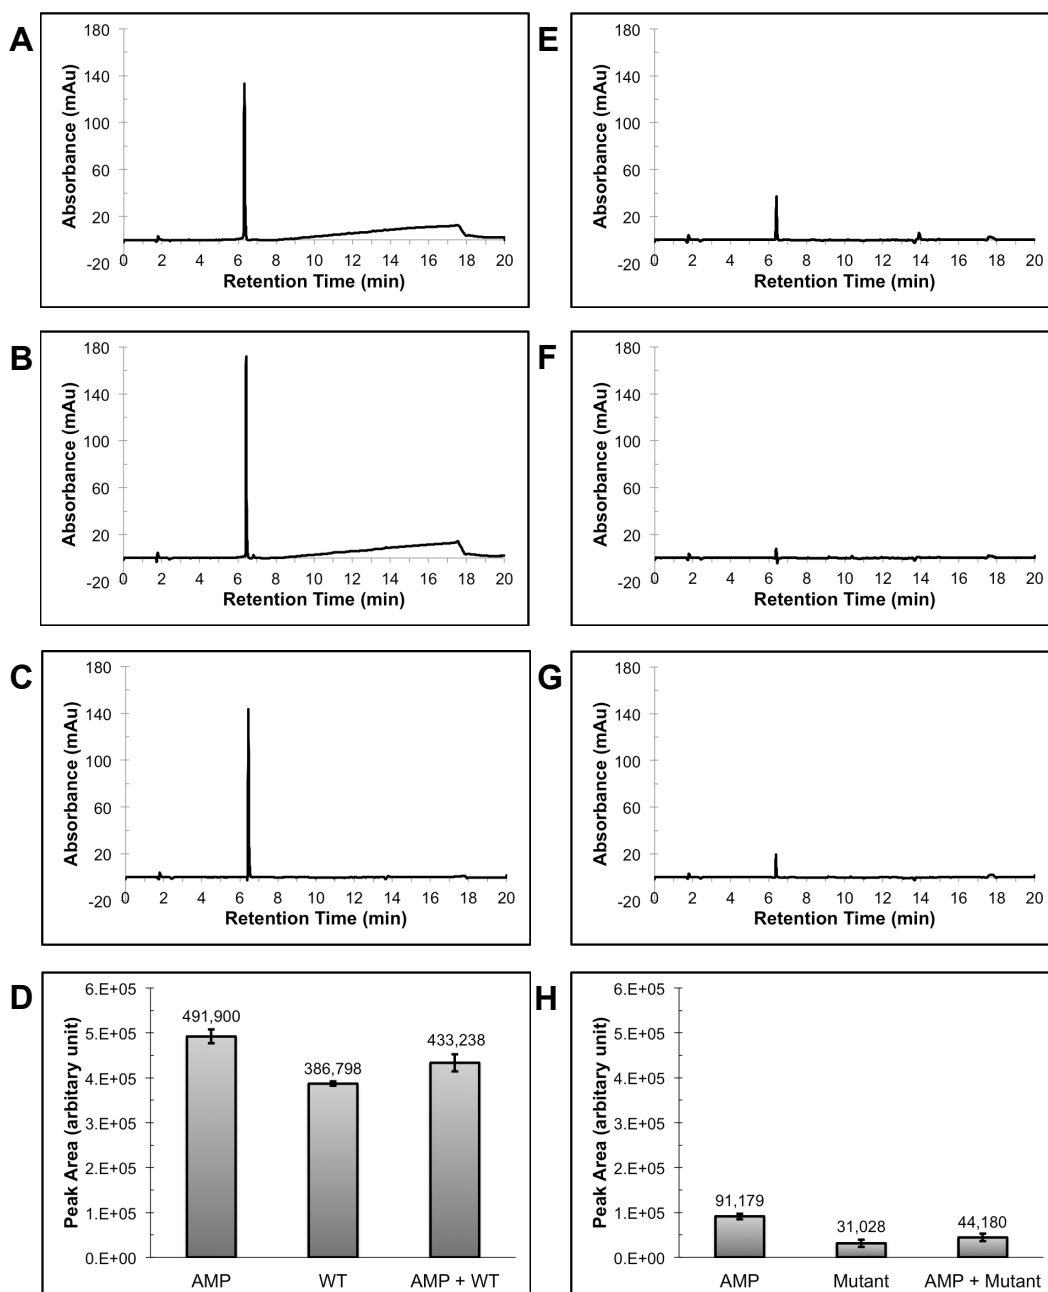 A
Absorbance (mAu)
180
140
100
60
20
-20
0 2 4 6 8 10 12 14 16 18 20
Retention Time (min)
B
Absorbance (mAu)
180
140
100
60
20
-20
0 2 4 6 8 10 12 14 16 18 20
Retention Time (min)
C
Absorbance (mAu)
180
140
100
60
20
-20
0 2 4 6 8 10 12 14 16 18 20
Retention Time (min)
D
Peak Area (arbitary unit)
6.E+05
5.E+05
4.E+05
3.E+05
2.E+05
1.E+05
0.E+00
491,900
386,798
433,238
AMP WT AMP + WT
E
Absorbance (mAu)
180
140
100
60
20
-20
0 2 4 6 8 10 12 14 16 18 20
Retention Time (min)
F
Absorbance (mAu)
180
140
100
60
20
-20
0 2 4 6 8 10 12 14 16 18 20
Retention Time (min)
G
Absorbance (mAu)
180
140
100
60
20
-20
0 2 4 6 8 10 12 14 16 18 20
Retention Time (min)
H
Peak Area (arbitary unit)
6.E+05
5.E+05
4.E+05
3.E+05
2.E+05
1.E+05
0.E+00
91,179
31,028
44,180
AMP Mutant AMP + Mutant